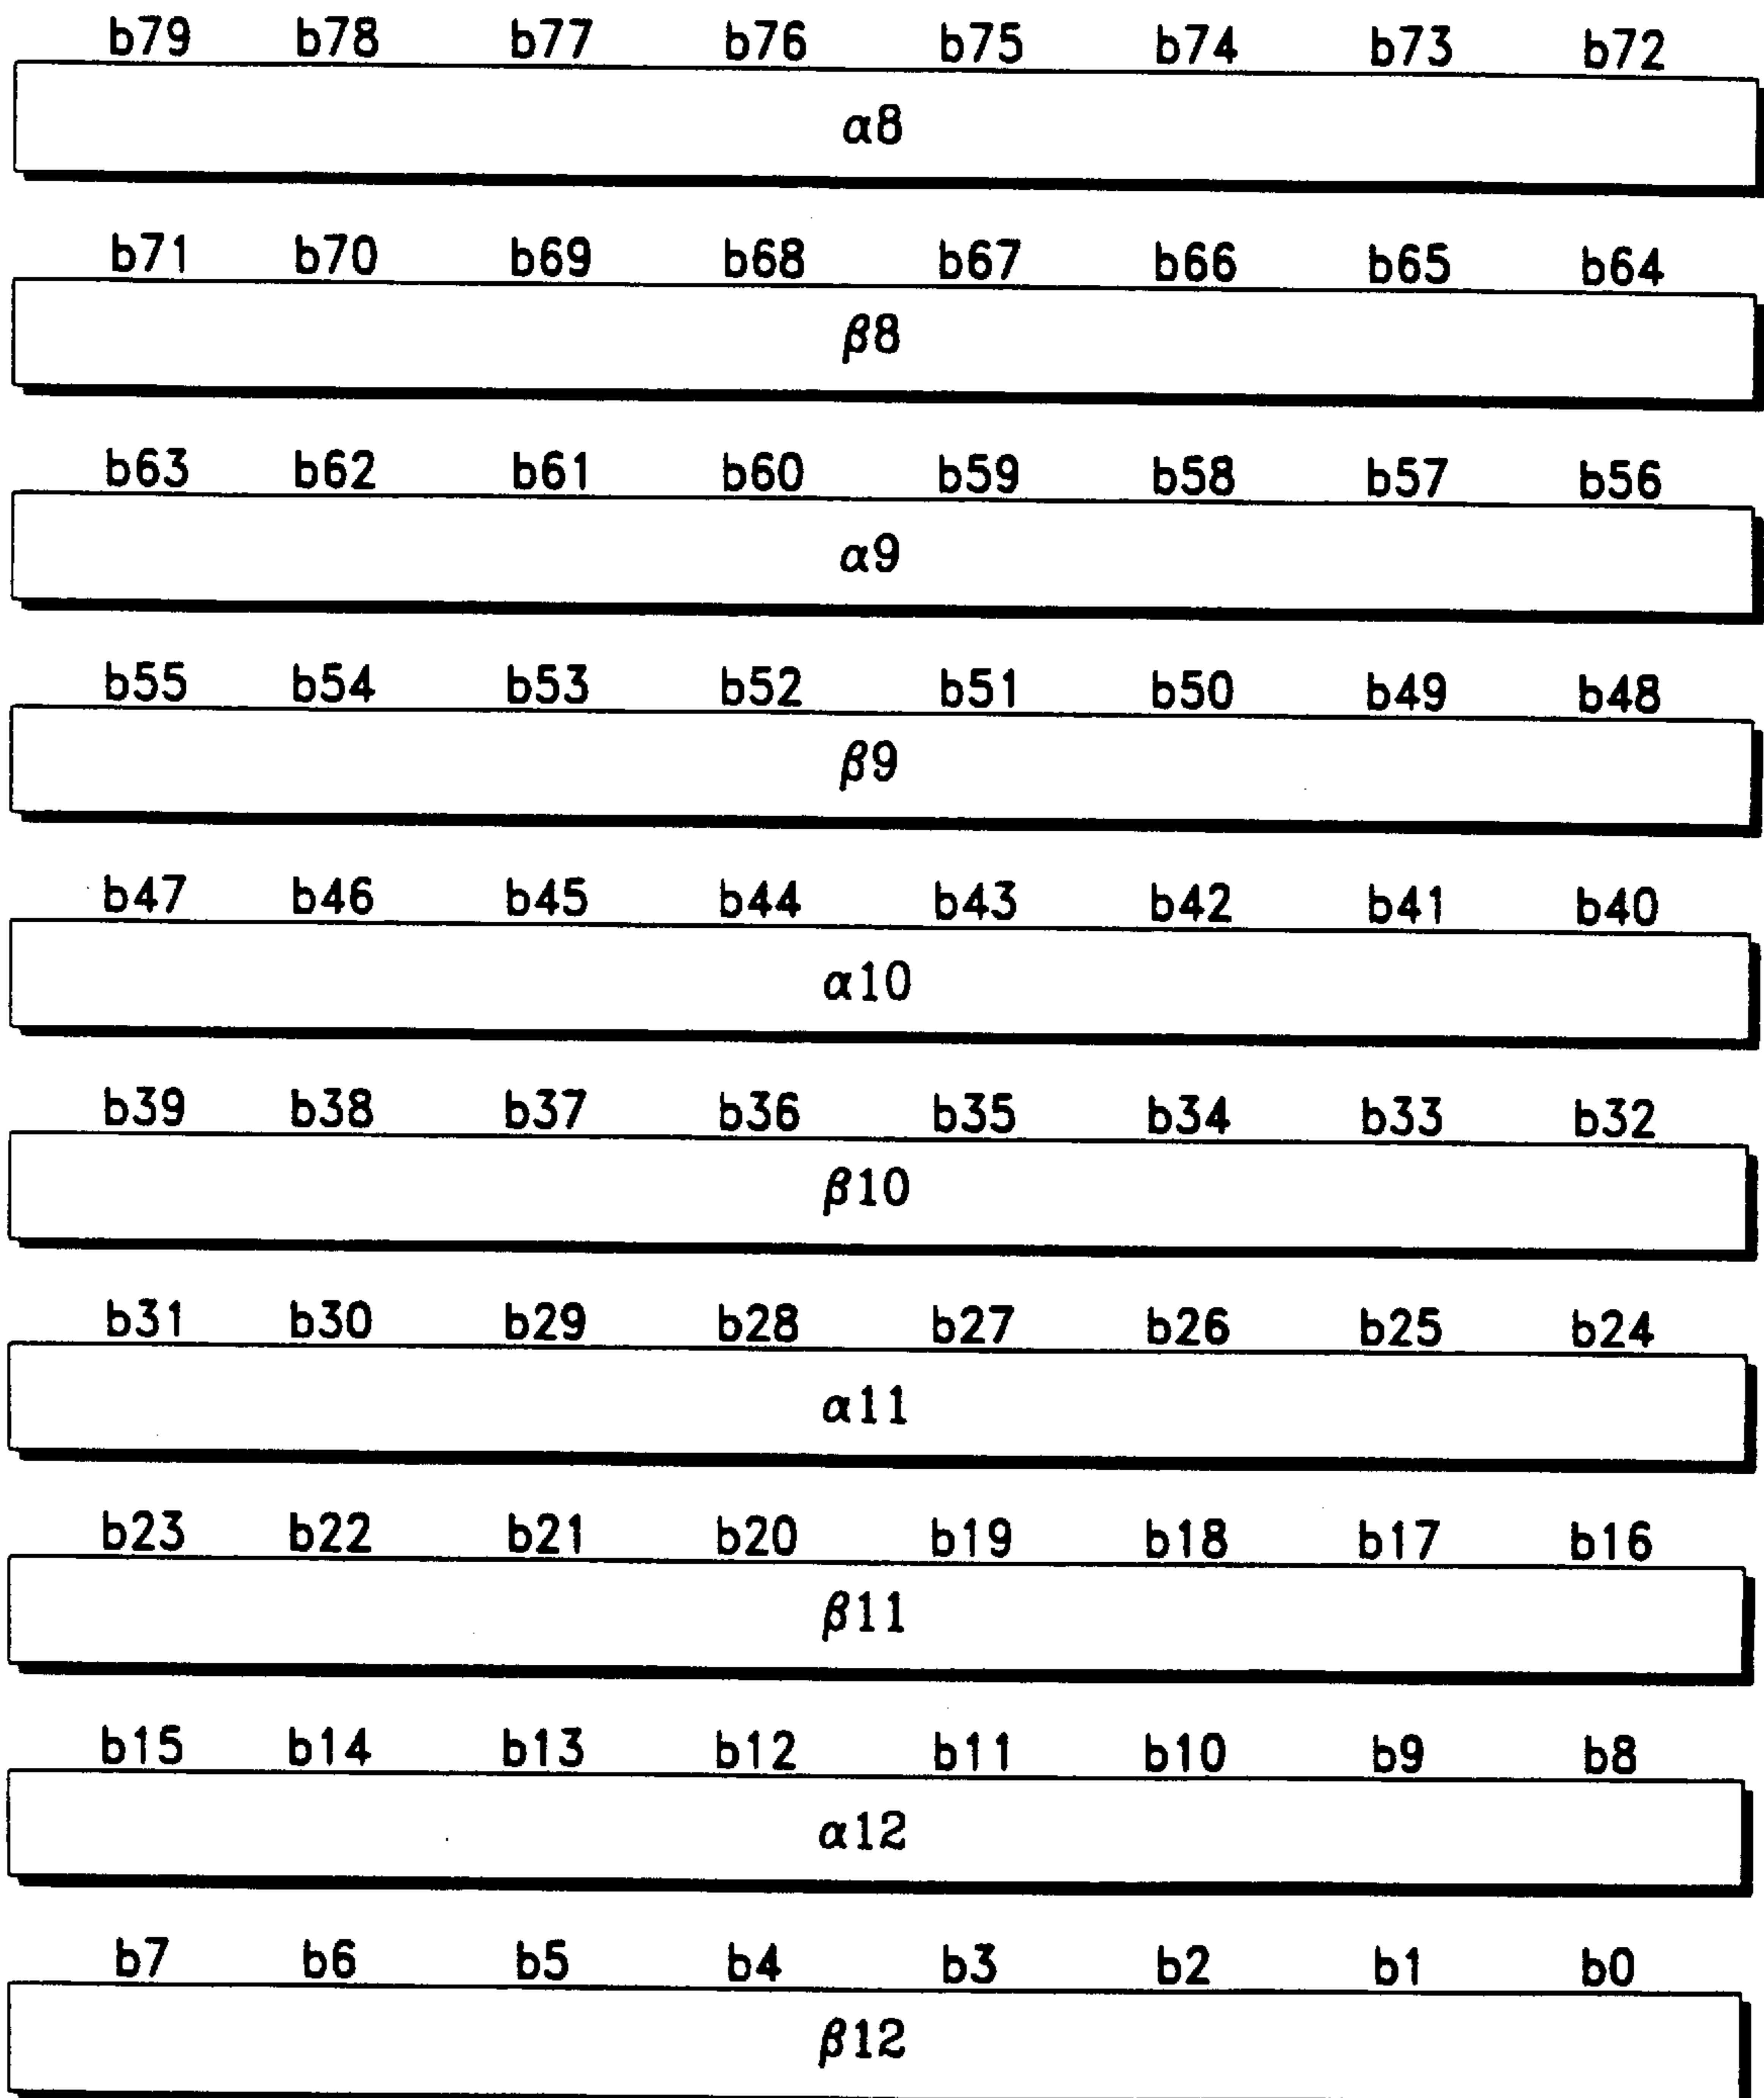 b79 b78 b77 b76 b75 b74 b73 b72
α8
b71 b70 b69 b68 b67 b66 b65 b64
β8
b63 b62 b61 b60 b59 b58 b57 b56
α9
b55 b54 b53 b52 b51 b50 b49 b48
β9
b47 b46 b45 b44 b43 b42 b41 b40
α10
b39 b38 b37 b36 b35 b34 b33 b32
β10
b31 b30 b29 b28 b27 b26 b25 b24
α11
b23 b22 b21 b20 b19 b18 b17 b16
β11
b15 b14 b13 b12 b11 b10 b9 b8
α12
b7 b6 b5 b4 b3 b2 b1 b0
β12